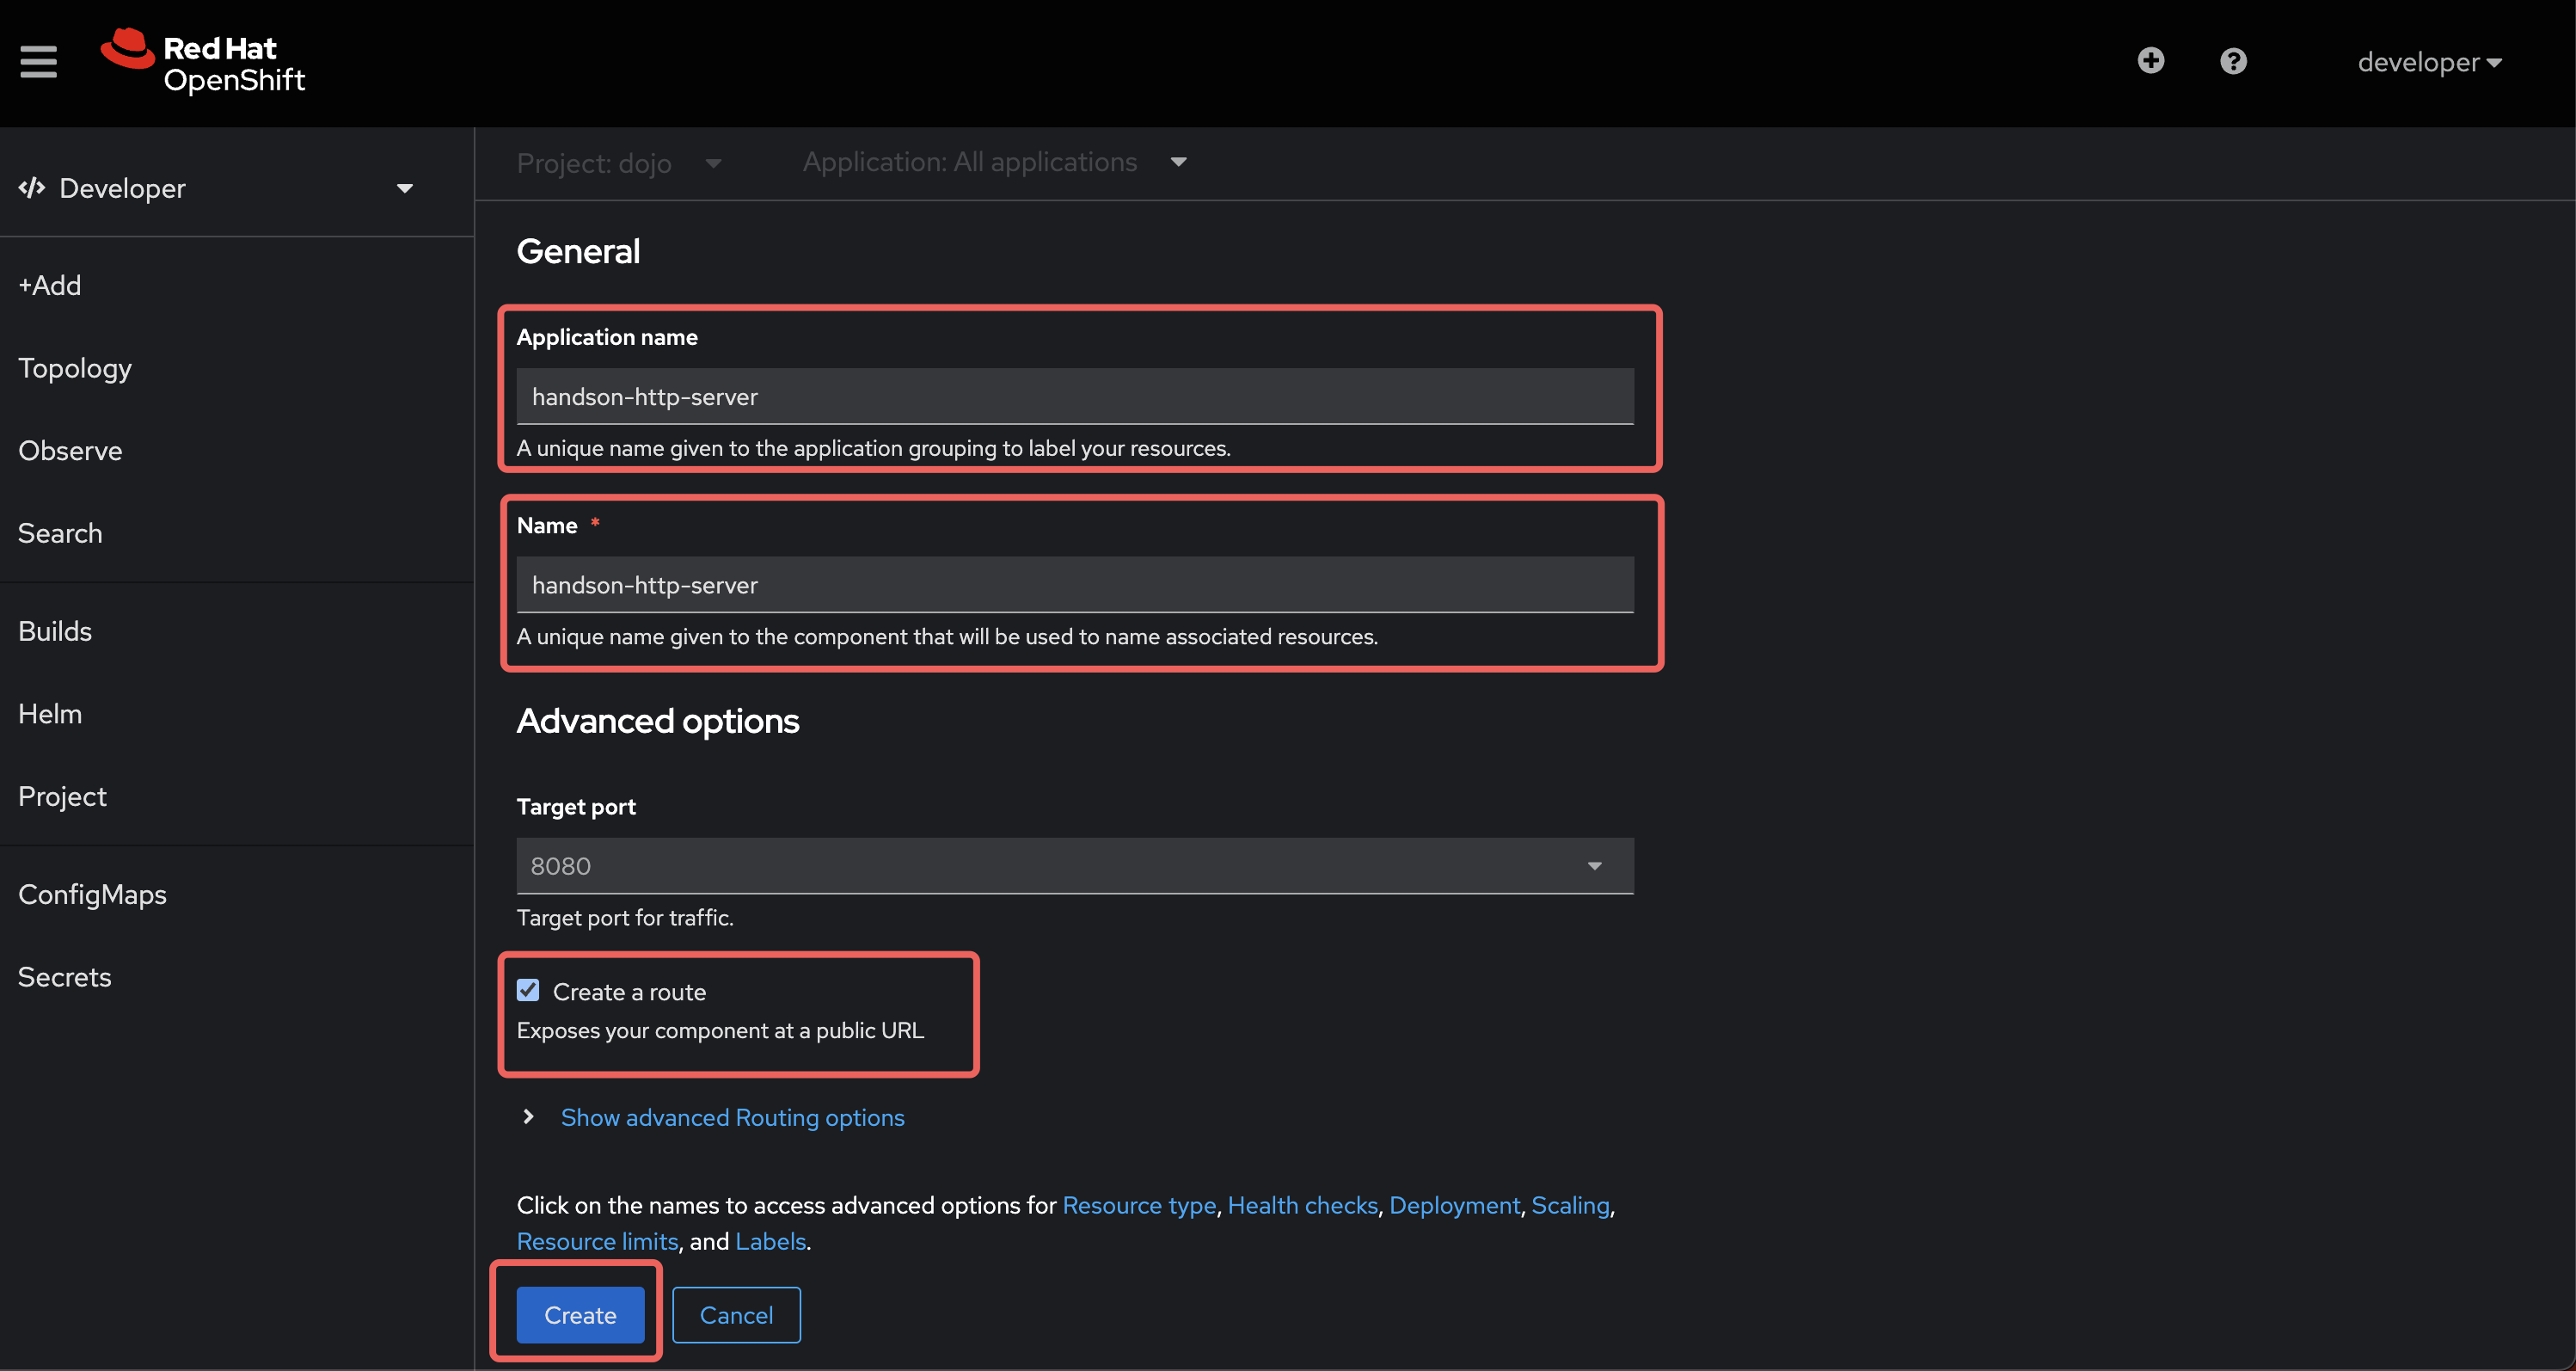 Red Hat
OpenShift
developer
Developer
Project: dojo
Application: All applications
+Add
Topology
Observe
Search
Builds
Helm
Project
ConfigMaps
Secrets
General
Application name
handson-http-server
A unique name given to the application grouping to label your resources.
Name *
handson-http-server
A unique name given to the component that will be used to name associated resources.
Advanced options
Target port
8080
Target port for traffic.
Create a route
Exposes your component at a public URL
Show advanced Routing options
Click on the names to access advanced options for Resource type, Health checks, Deployment, Scaling,
Resource limits, and Labels.
Create
Cancel